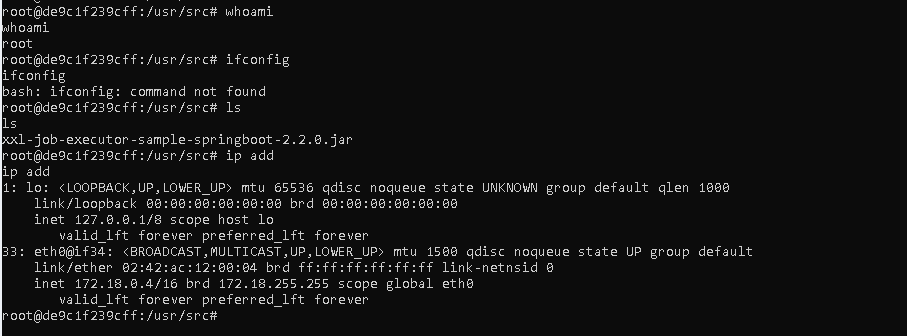 root@de9c1f239cff:/usr/src# whoami
whoami
root
root@de9c1f239cff:/usr/src# ifconfig
ifconfig
bash: ifconfig: command not found
root@de9c1f239cff:/usr/src# ls
ls
xxl-job-executor-sample-springboot-2.2.0.jar
root@de9c1f239cff:/usr/src# ip add
ip add
1: lo: <LOOPBACK,UP,LOWER_UP> mtu 65536 qdisc noqueue state UNKNOWN group default qlen 1000
    link/loopback 00:00:00:00:00:00 brd 00:00:00:00:00:00
    inet 127.0.0.1/8 scope host lo
       valid_lft forever preferred_lft forever
33: eth0@if34: <BROADCAST,MULTICAST,UP,LOWER_UP> mtu 1500 qdisc noqueue state UP group default
    link/ether 02:42:ac:12:00:04 brd ff:ff:ff:ff:ff:ff link-netnsid 0
    inet 172.18.0.4/16 brd 172.18.255.255 scope global eth0
       valid_lft forever preferred_lft forever
root@de9c1f239cff:/usr/src#